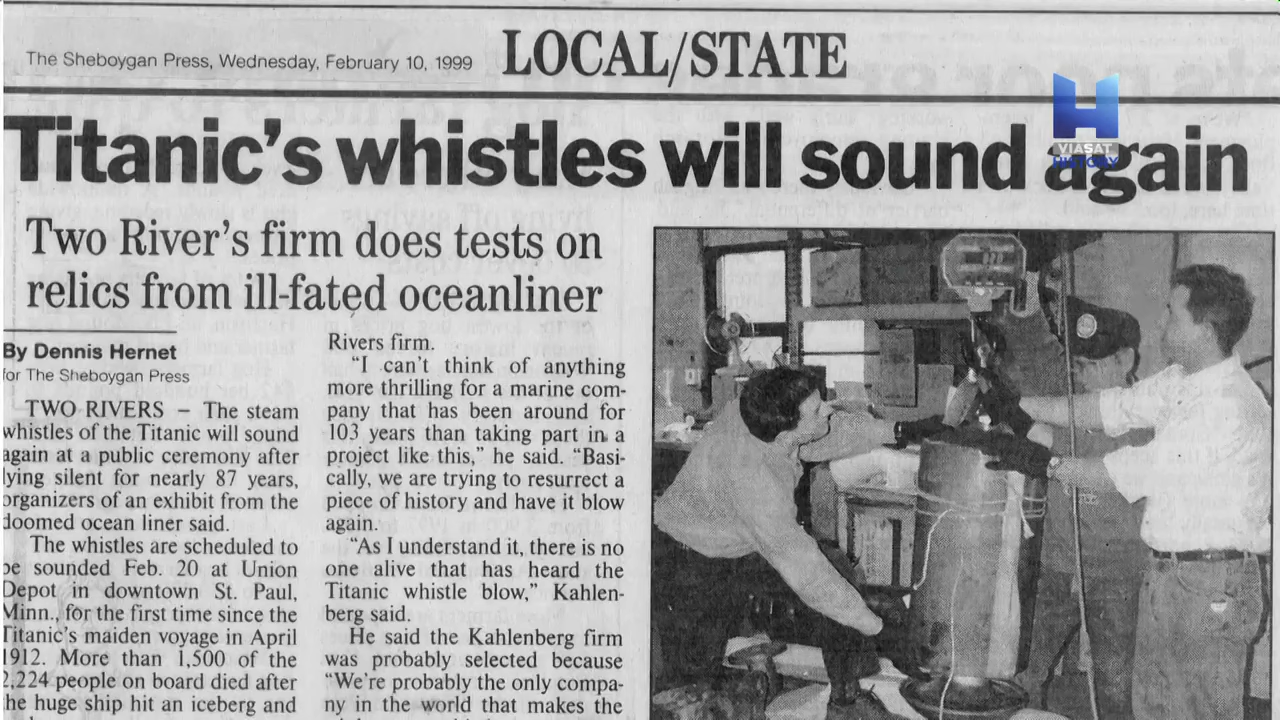 The Sheboygan Press, Wednesday, February 10, 1999
LOCAL/STATE
VIASAT
HISTORY
Titanic's whistles will sound again
Two River's firm does tests on
relics from ill-fated oceanliner
By Dennis Hernet
for The Sheboygan Press
TWO RIVERS – The steam
whistles of the Titanic will sound
again at a public ceremony after
lying silent for nearly 87 years,
organizers of an exhibit from the
doomed ocean liner said.
The whistles are scheduled to
be sounded Feb. 20 at Union
Depot in downtown St. Paul,
Minn., for the first time since the
Titanic's maiden voyage in April
1912. More than 1,500 of the
2,224 people on board died after
he huge ship hit an iceberg and
Rivers firm.
"I can't think of anything
more thrilling for a marine com-
pany that has been around for
103 years than taking part in a
project like this," he said. "Basi-
cally, we are trying to resurrect a
piece of history and have it blow
again.
"As I understand it, there is no
one alive that has heard the
Titanic whistle blow," Kahlen-
berg said.
He said the Kahlenberg firm
was probably selected because
"We're probably the only compa-
ny in the world that makes the